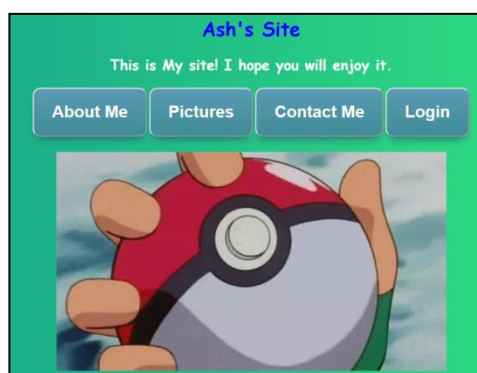 Ash's Site
This is My site! I hope you will enjoy it.
About Me Pictures Contact Me Login